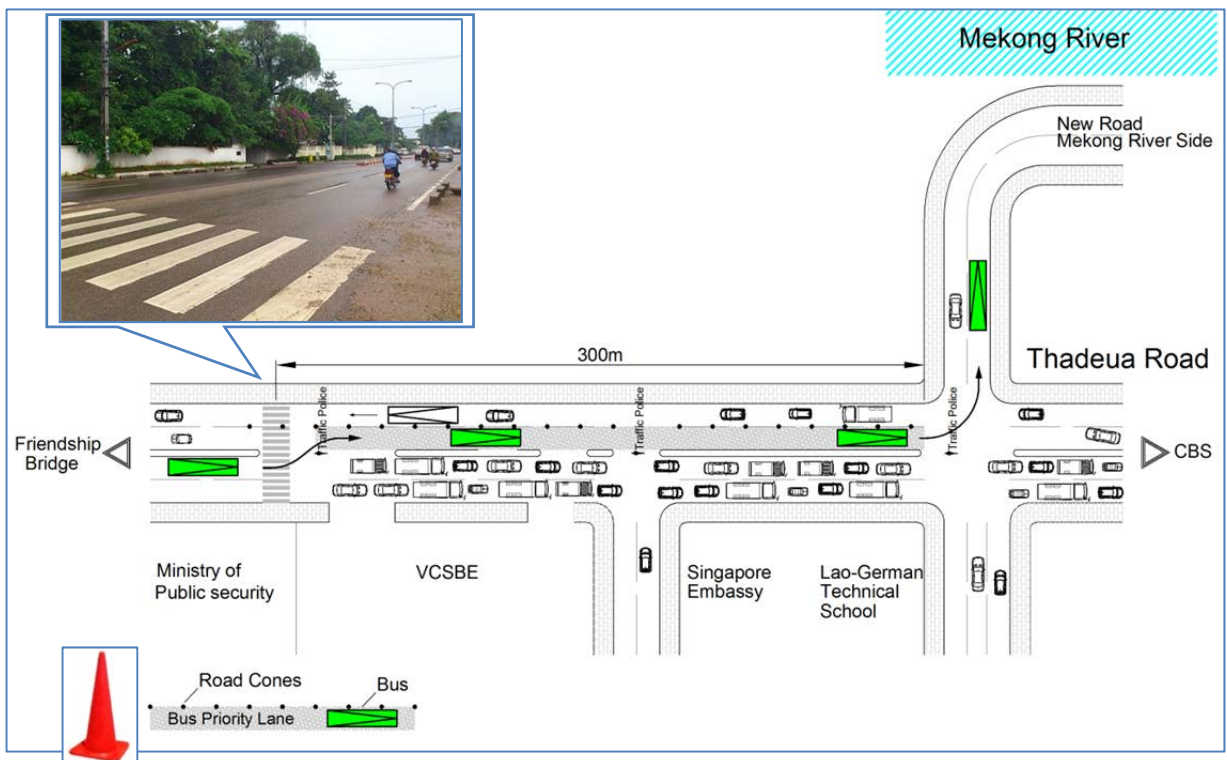 Mekong River
New Road
Mekong River Side
300m
Thadeua Road
Traffic Police
Traffic Police
Traffic Police
Friendship
Bridge
CBS
Ministry of
Public security
VCSBE
Singapore
Embassy
Lao-German
Technical
School
Road Cones
Bus
Bus Priority Lane